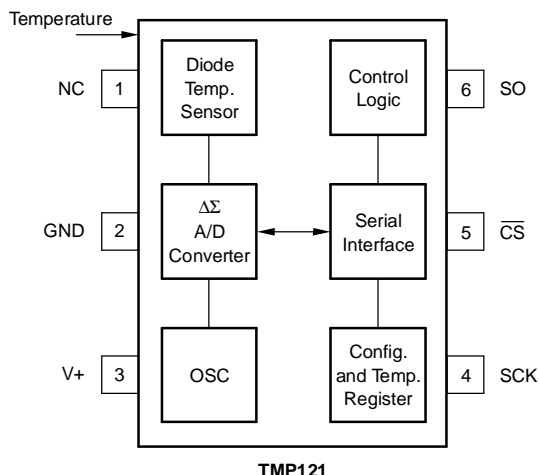 Temperature
NC
1
Diode
Temp.
Sensor
Control
Logic
6
SO
GND
2
ΔΣ
A/D
Converter
Serial
Interface
5
C̅S̅
V+
3
OSC
Config.
and Temp.
Register
4
SCK
TMP121